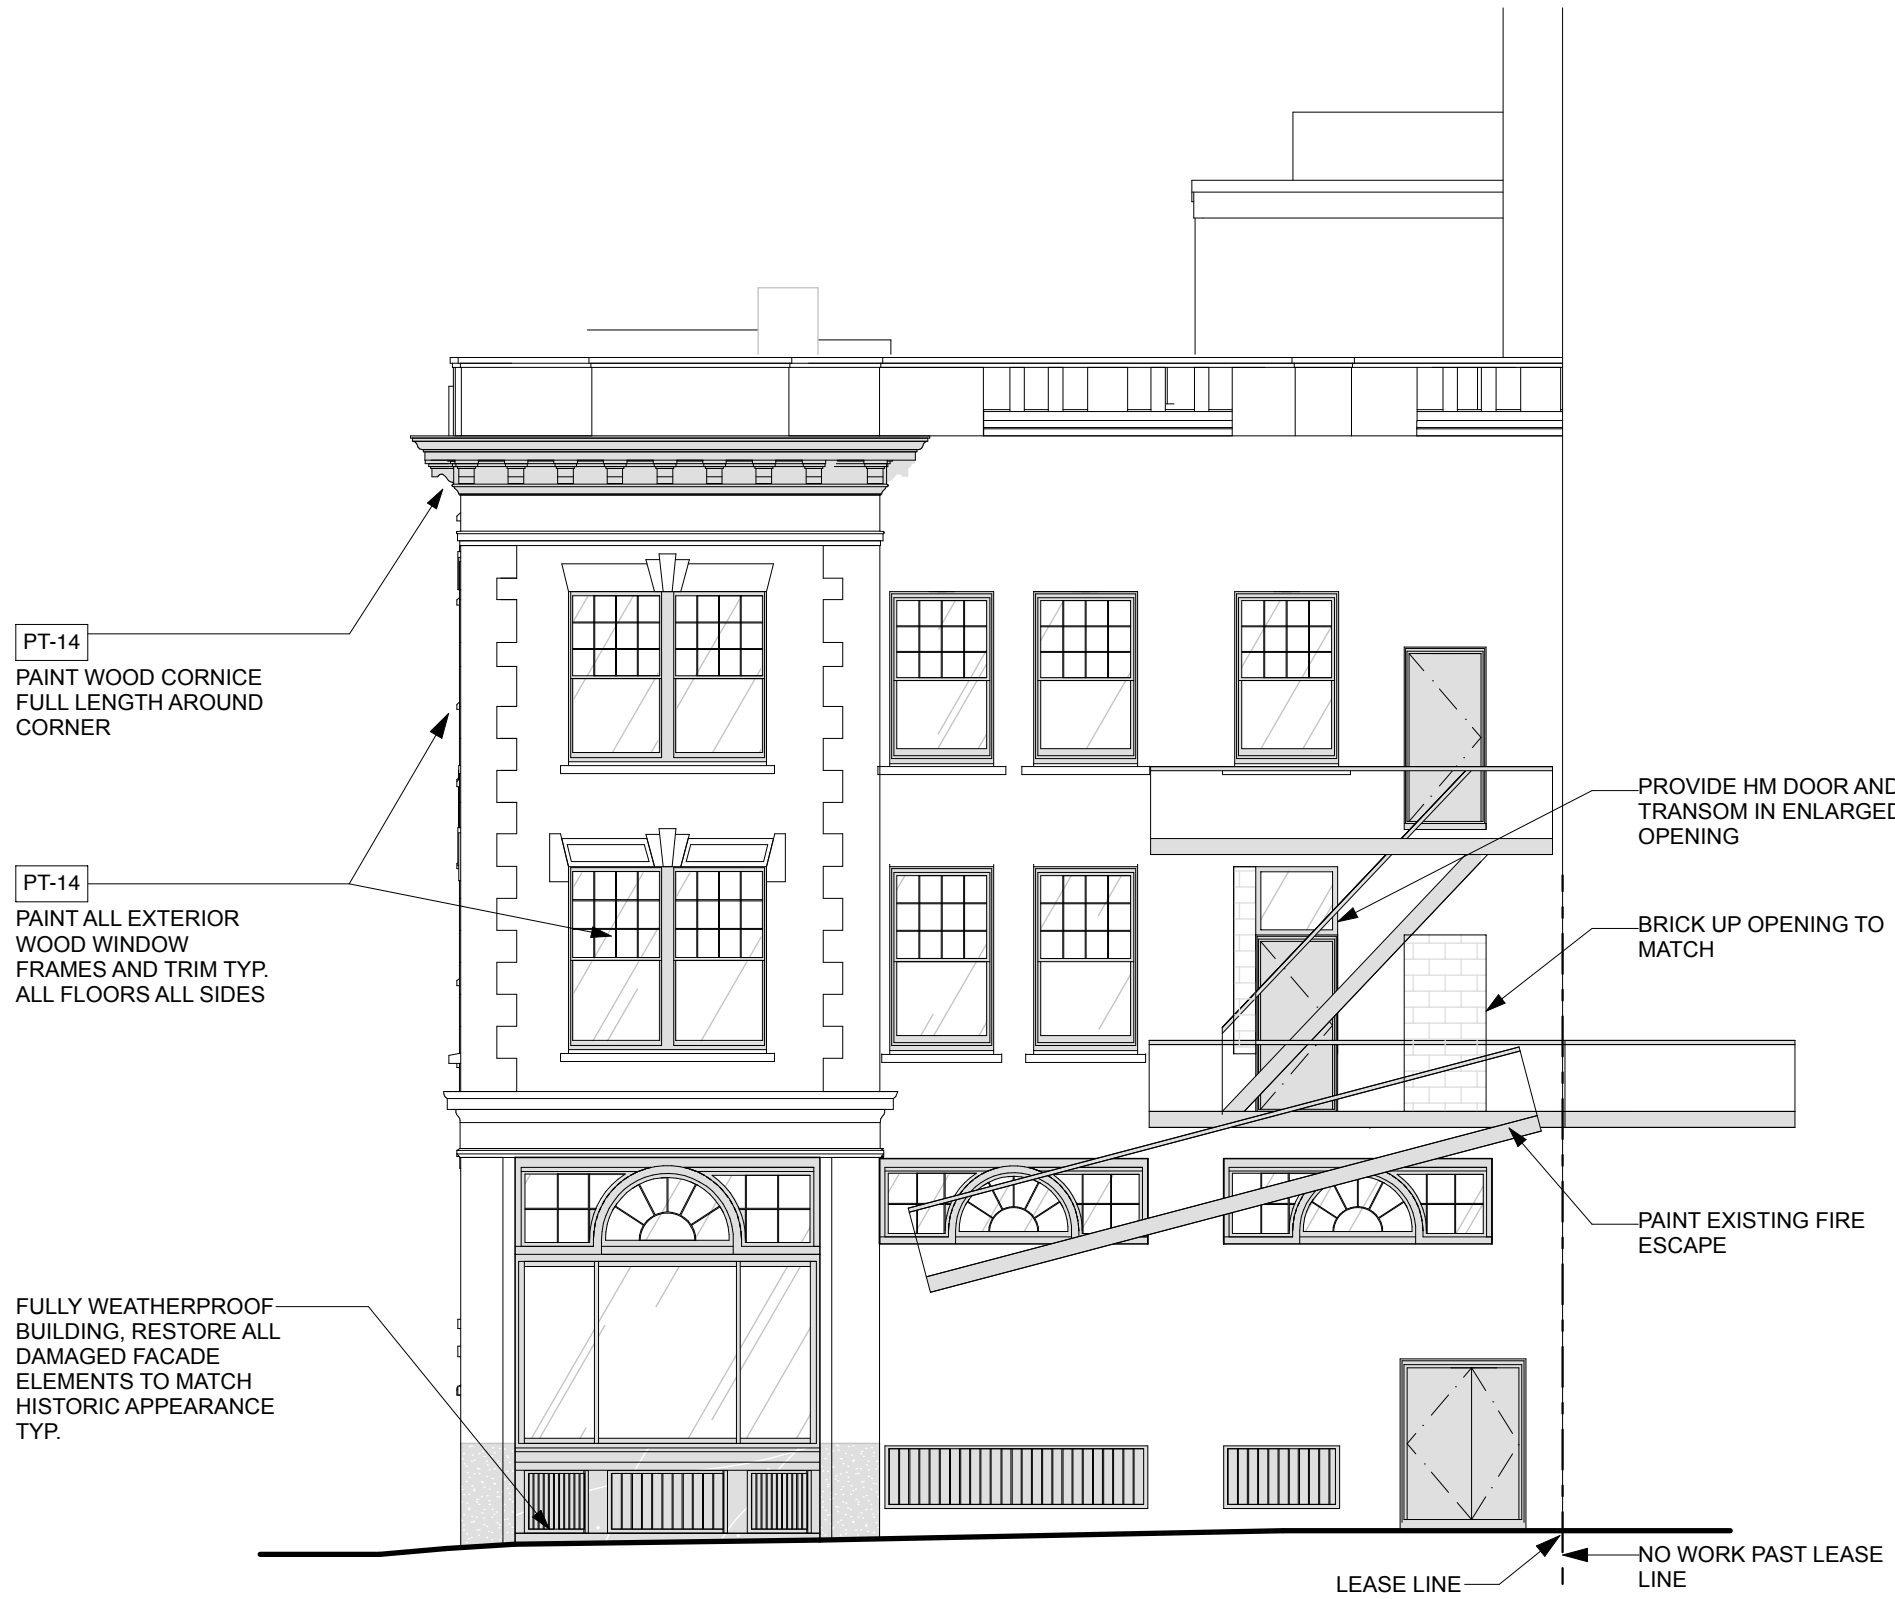 PT-14
PAINT WOOD CORNICE
FULL LENGTH AROUND
CORNER
PT-14
PAINT ALL EXTERIOR
WOOD WINDOW
FRAMES AND TRIM TYP.
ALL FLOORS ALL SIDES
FULLY WEATHERPROOF
BUILDING, RESTORE ALL
DAMAGED FACADE
ELEMENTS TO MATCH
HISTORIC APPEARANCE
TYP.
PROVIDE HM DOOR AND
TRANSOM IN ENLARGED
OPENING
BRICK UP OPENING TO
MATCH
PAINT EXISTING FIRE
ESCAPE
NO WORK PAST LEASE
LINE
LEASE LINE